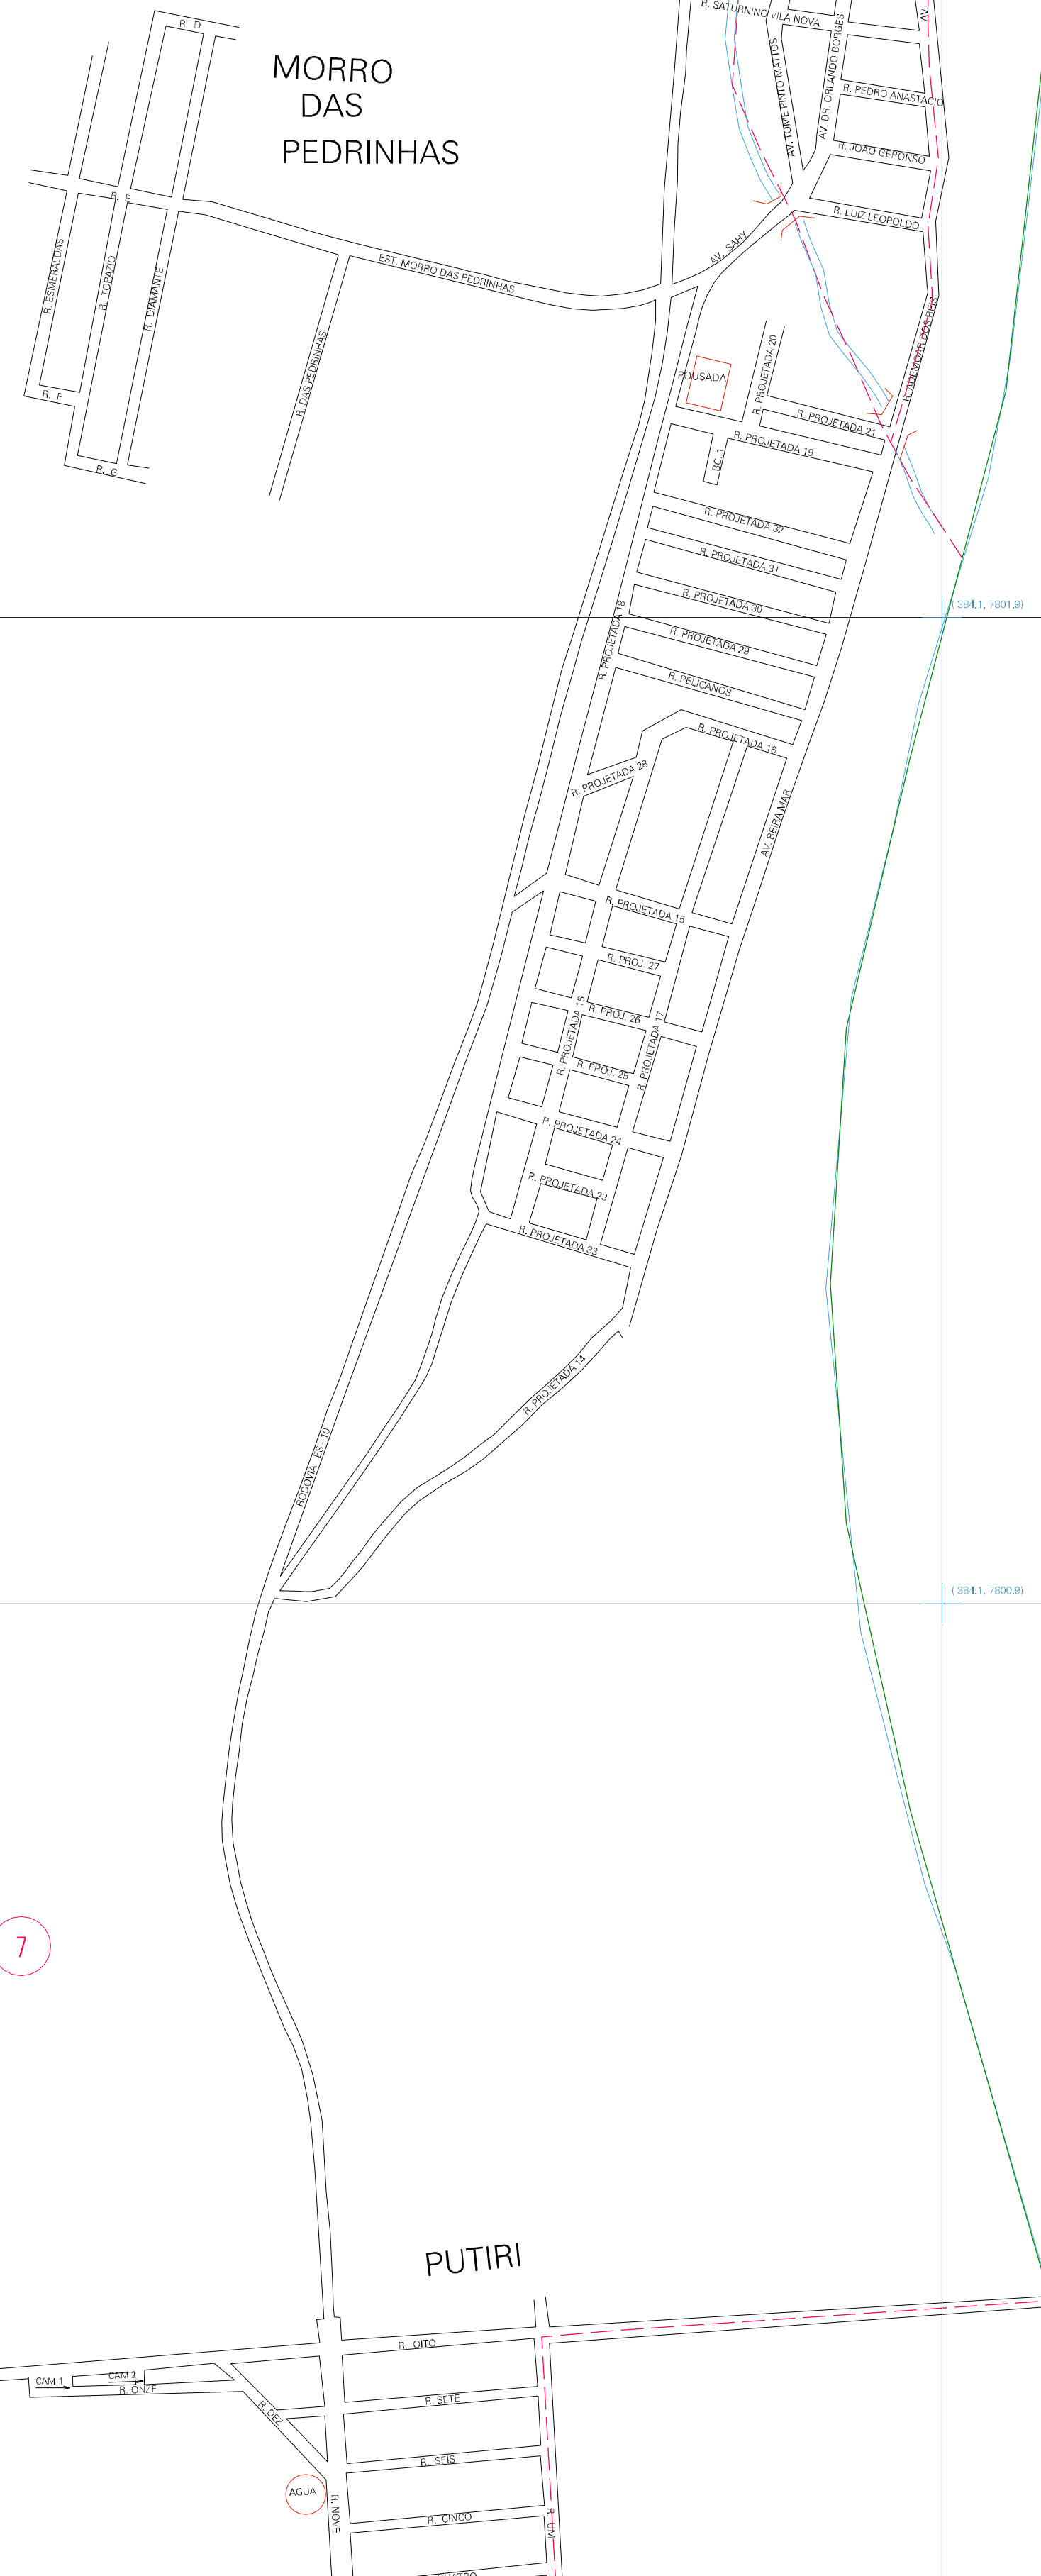 R. SATURNINO VILA NOVA
AV.
R. D
MORRO
DAS
PEDRINHAS
AV. TOME PINTO MATTOS
AV. DR. ORLANDO BORGES
R. PEDRO ANASTACIO
R. JOAO GERONSO
R. LUIZ LEOPOLDO
R. E
AV. SAHY
EST. MORRO DAS PEDRINHAS
R. ESMERALDAS
R. TOPAZIO
R. DIAMANTE
R. DAS PEDRINHAS
R. ADEMOAR DOS REIS
POUSADA
R. PROJETADA 20
R. F
R. PROJETADA 21
R. PROJETADA 19
BC. 1
R. G
R. PROJETADA 32
R. PROJETADA 31
R. PROJETADA 30
( 384.1, 7801.9)
R. PROJETADA 18
R. PROJETADA 29
R. PELICANOS
R. PROJETADA 16
R. PROJETADA 28
AV. BEIRA MAR
R. PROJETADA 15
R. PROJ. 27
R. PROJ. 26
R. PROJETADA 16
R. PROJETADA 17
R. PROJ. 25
R. PROJETADA 24
R. PROJETADA 23
R. PROJETADA 33
R. PROJETADA 14
RODOVIA ES - 10
( 384.1, 7800.9)
7
PUTIRI
R. OITO
CAM 1
CAM 2
R. ONZE
R. SETE
R. DEZ
R. SEIS
AGUA
R. NOVE
R. CINCO
R. UM